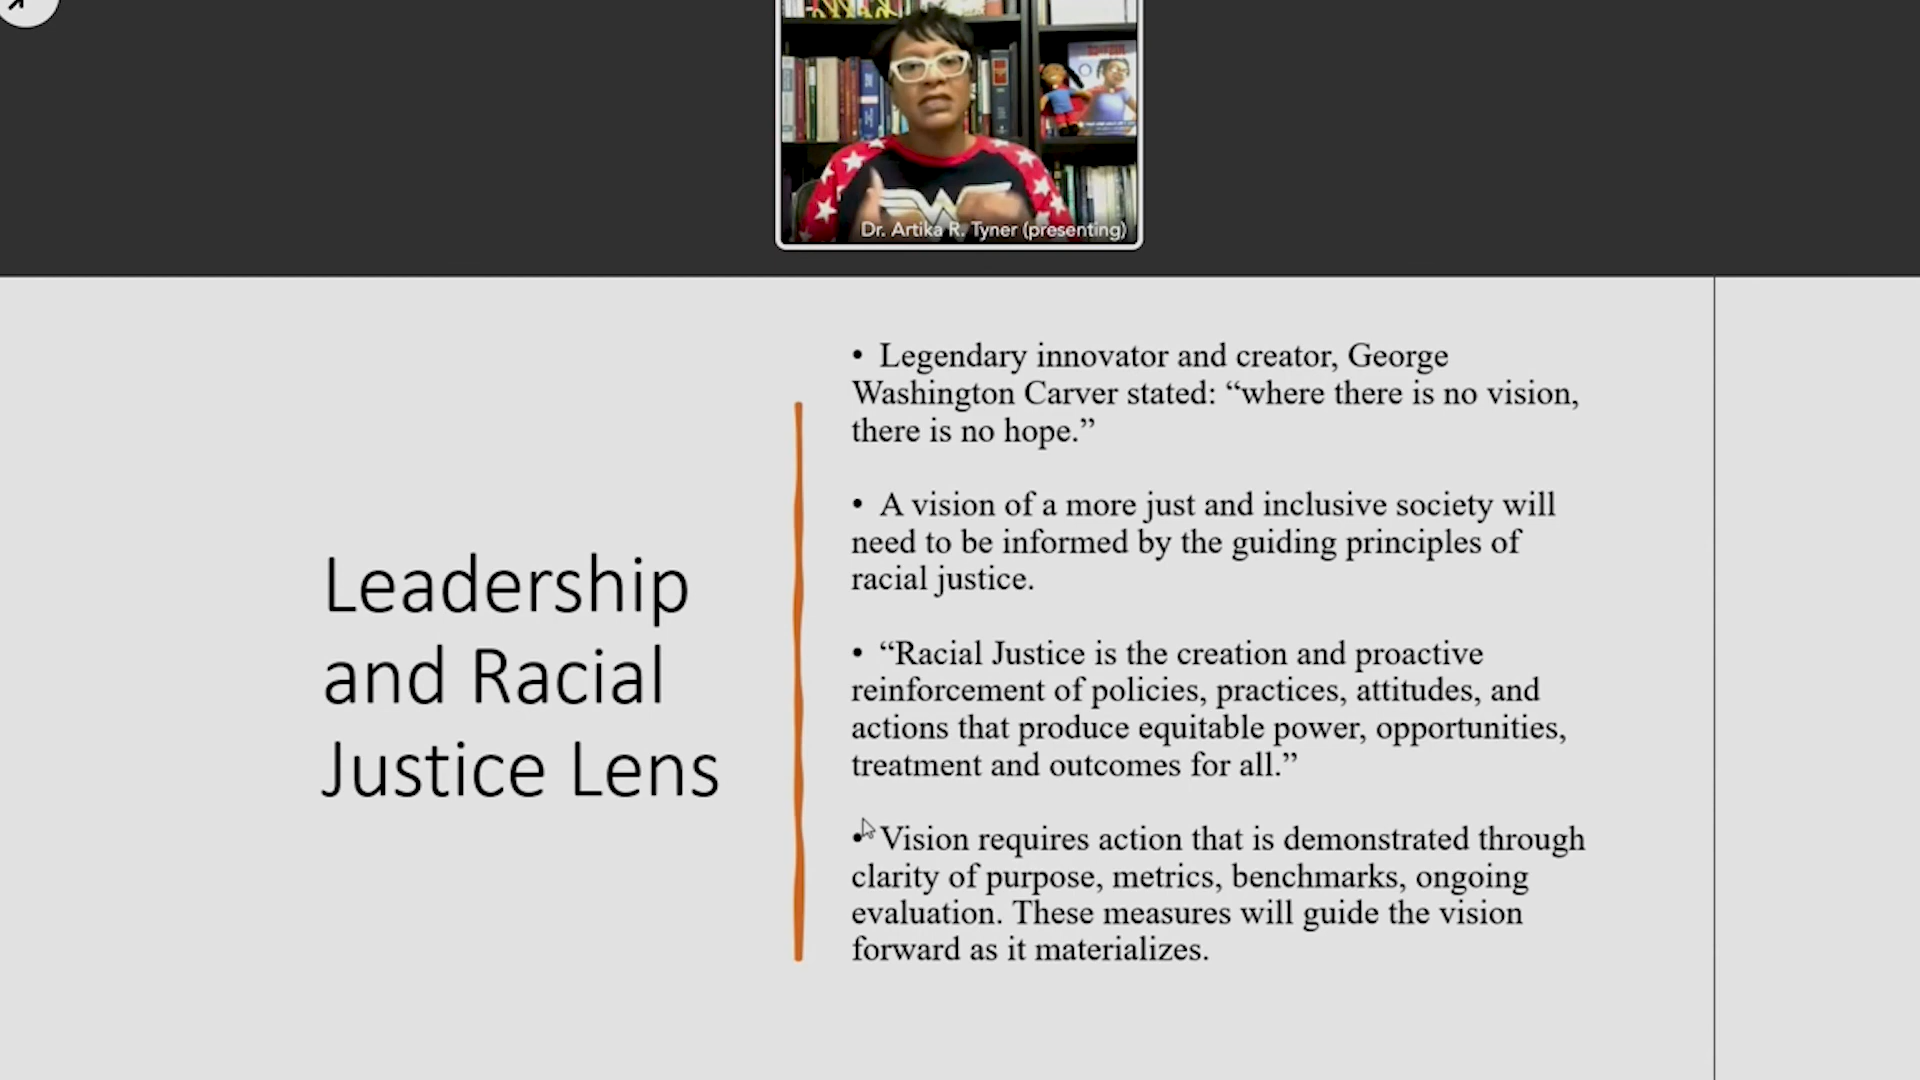 Dr. Artika R. Tyner (presenting)
Leadership
and Racial
Justice Lens
• Legendary innovator and creator, George
Washington Carver stated: “where there is no vision,
there is no hope.”
• A vision of a more just and inclusive society will
need to be informed by the guiding principles of
racial justice.
• “Racial Justice is the creation and proactive
reinforcement of policies, practices, attitudes, and
actions that produce equitable power, opportunities,
treatment and outcomes for all.”
• Vision requires action that is demonstrated through
clarity of purpose, metrics, benchmarks, ongoing
evaluation. These measures will guide the vision
forward as it materializes.